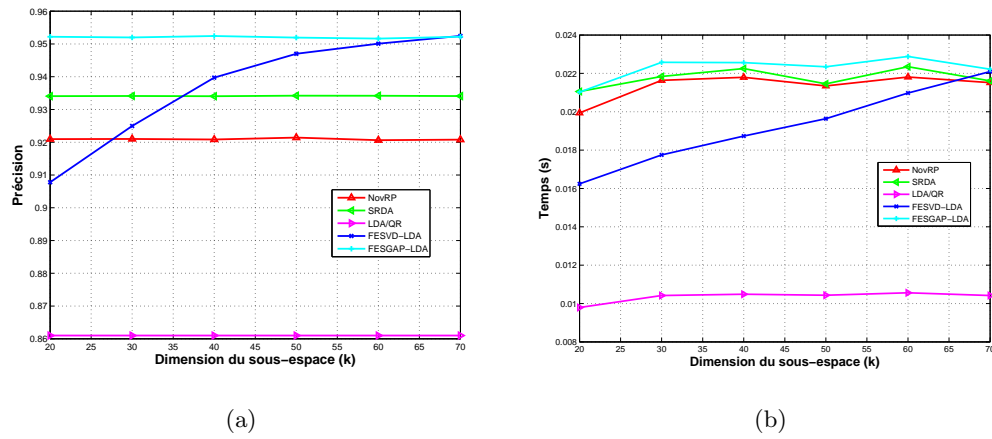 0.96
0.95
0.94
0.93
0.92
0.91
0.9
0.89
0.88
0.87
0.86
Précision
20 25 30 35 40 45 50 55 60 65 70
Dimension du sous−espace (k)
NovRP
SRDA
LDA/QR
FESVD−LDA
FESGAP−LDA
(a)
0.024
0.022
0.02
0.018
0.016
0.014
0.012
0.01
0.008
Temps (s)
20 25 30 35 40 45 50 55 60 65 70
Dimension du sous−espace (k)
NovRP
SRDA
LDA/QR
FESVD−LDA
FESGAP−LDA
(b)